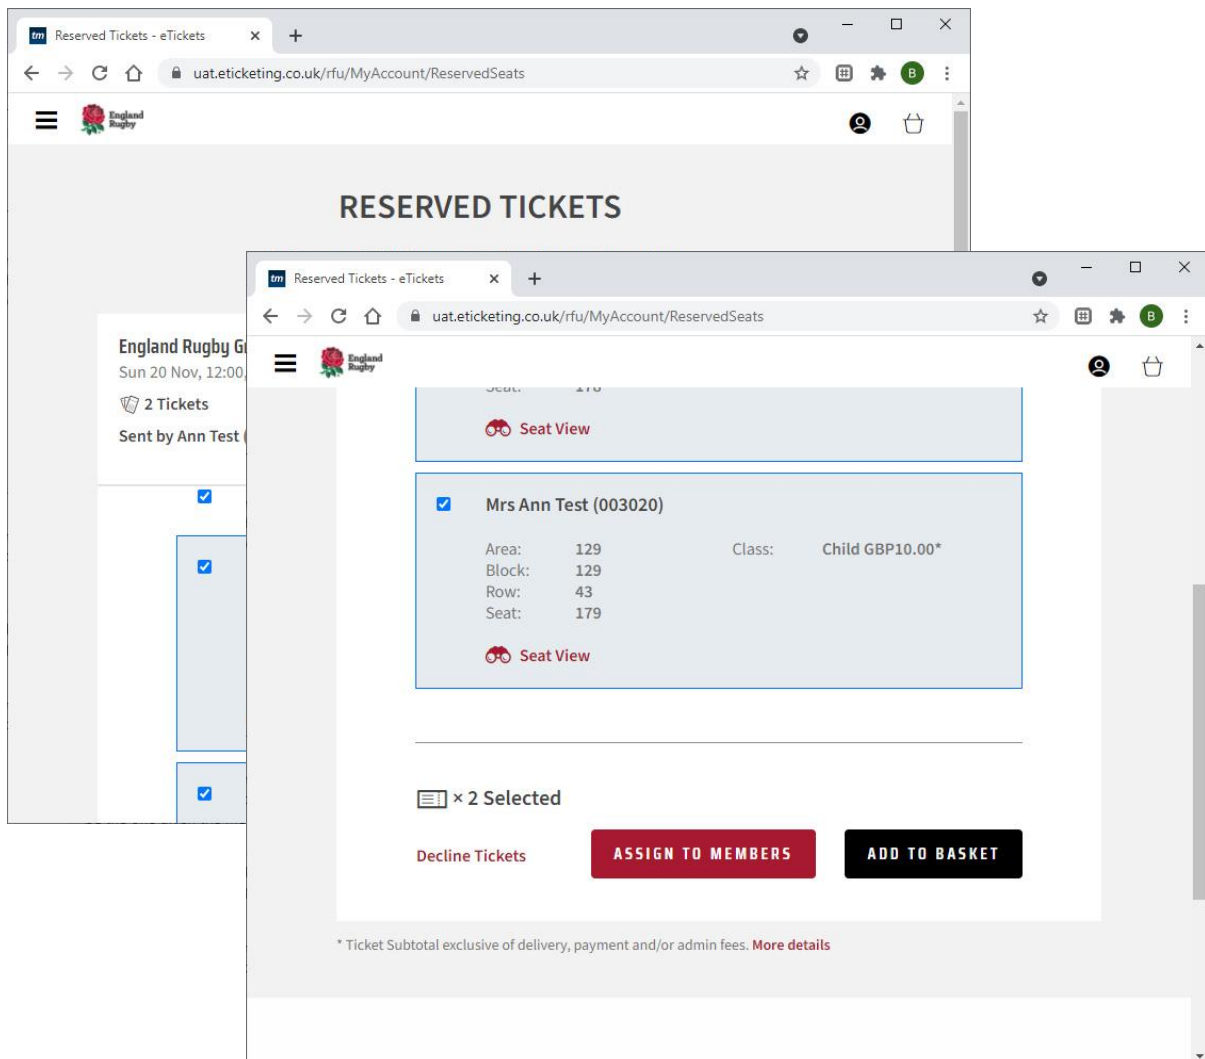 Reserved Tickets - eTickets
uat.eticketing.co.uk/rfu/MyAccount/ReservedSeats
B
England
Rugby
RESERVED TICKETS
England Rugby
Sun 20 Nov, 12:00,
2 Tickets
Sent by Ann Test (
tm Reserved Tickets - eTickets
uat.eticketing.co.uk/rfu/MyAccount/ReservedSeats
B
England
Rugby
Seat: 178
Seat View
Mrs Ann Test (003020)
Area: 129 Class: Child GBP10.00*
Block: 129
Row: 43
Seat: 179
Seat View
× 2 Selected
Decline Tickets ASSIGN TO MEMBERS ADD TO BASKET
* Ticket Subtotal exclusive of delivery, payment and/or admin fees. More details